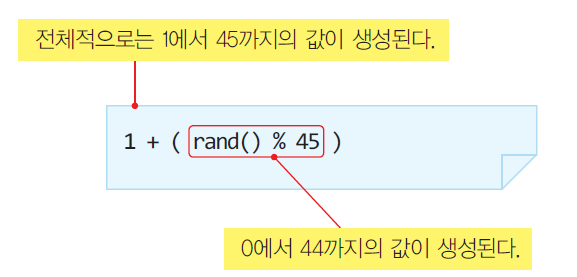 전체적으로는 1에서 45까지의 값이 생성된다.
1 + ( rand() % 45 )
0에서 44까지의 값이 생성된다.